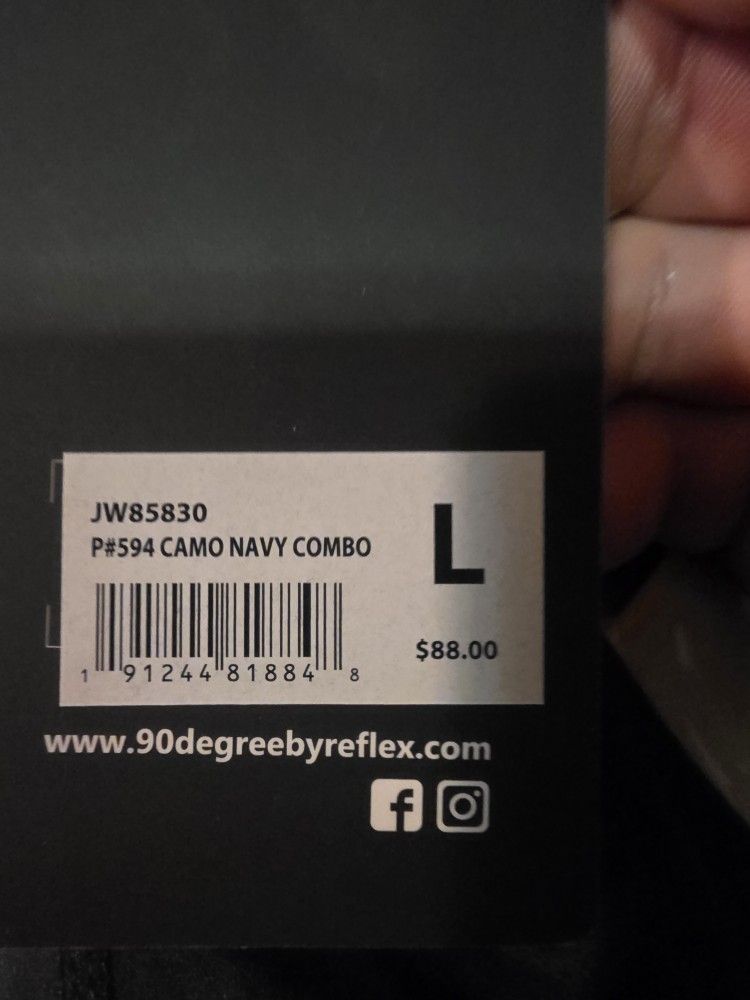 JW85830
P#594 CAMO NAVY COMBO
L
$88.00
1 91244 81884 8
www.90degreebyreflex.com